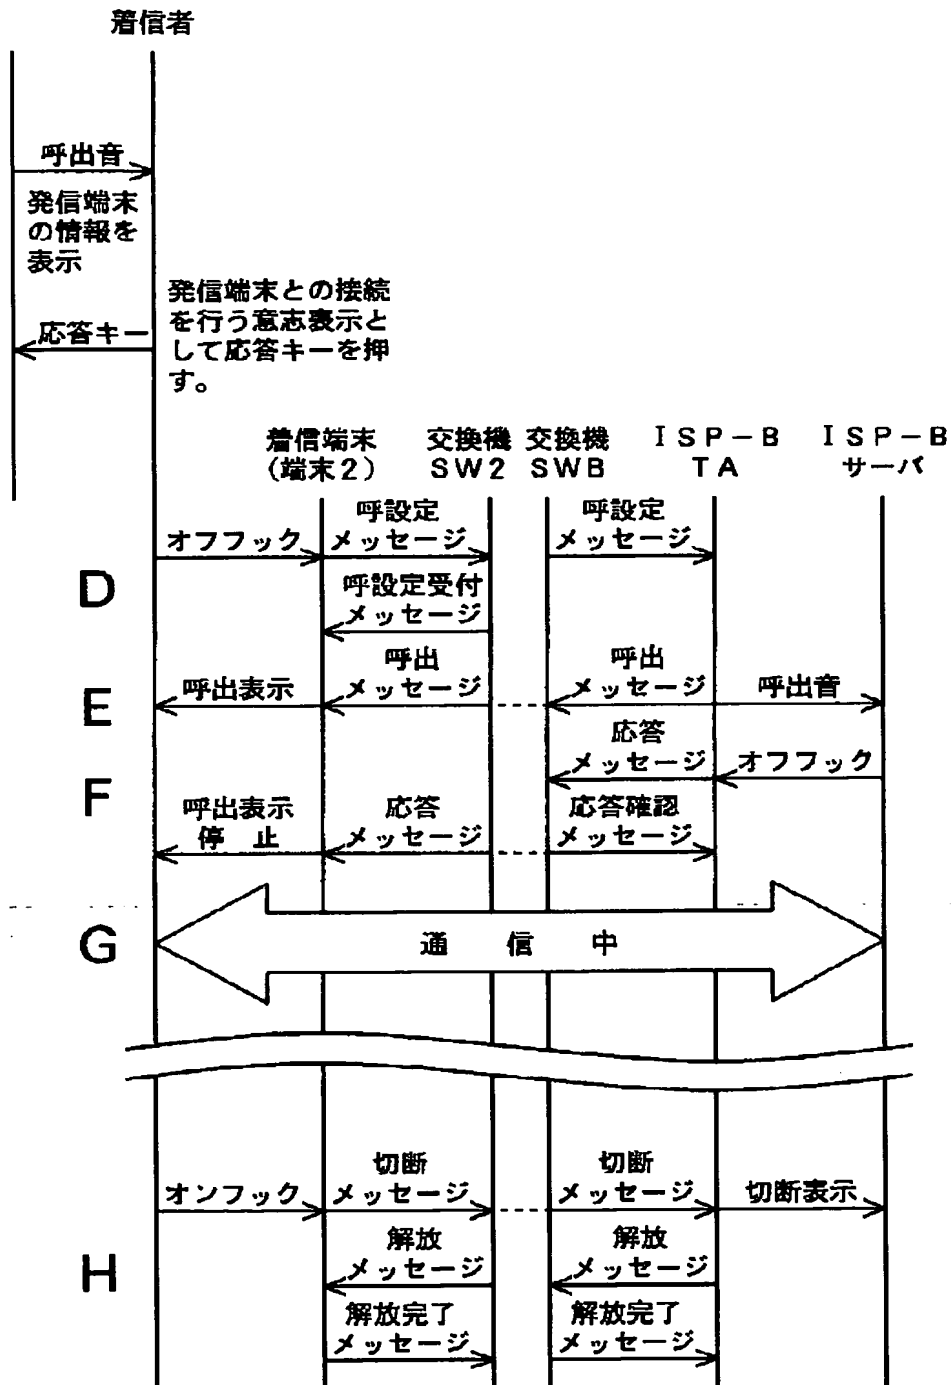 着信者
呼出音
発信端末
の情報を
表示
発信端末との接続
を行う意志表示と
して応答キーを押
す。
応答キー
着信端末
(端末2)
交換機
SW2
交換機
SWB
ISP-B
TA
ISP-B
サーバ
オフフック
呼設定
メッセージ
呼設定
メッセージ
D
呼設定受付
メッセージ
E
呼出表示
呼出
メッセージ
呼出
メッセージ
呼出音
応答
メッセージ
オフフック
F
呼出表示
停 止
応答
メッセージ
応答確認
メッセージ
G
通 信 中
オンフック
切断
メッセージ
切断
メッセージ
切断表示
H
解放
メッセージ
解放
メッセージ
解放完了
メッセージ
解放完了
メッセージ